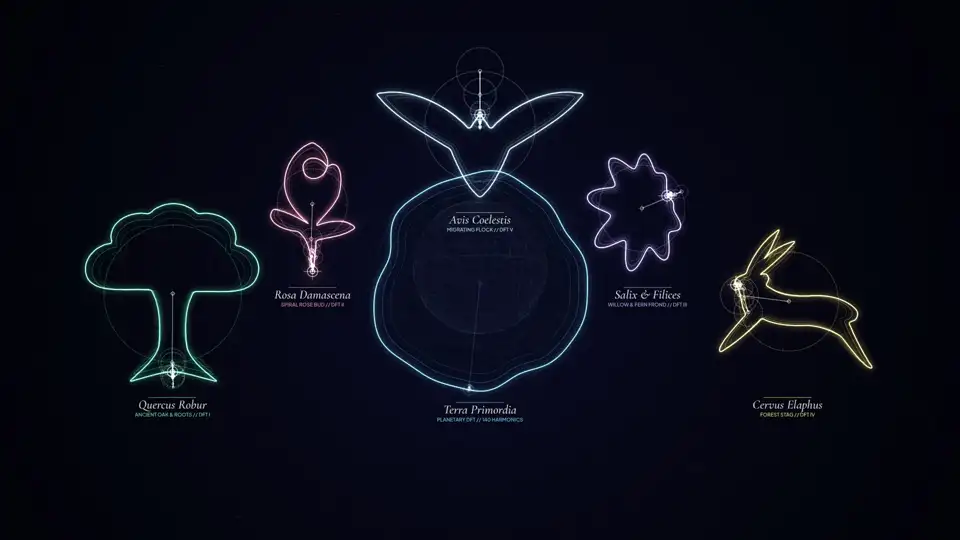 Avis Coelestis
MIGRATING FLOCK // DFT V
Rosa Damascena
SPIRAL ROSE BUD // DFT II
Salix & Filices
WILLOW & FERN FROND // DFT III
Quercus Robur
ANCIENT OAK & ROOTS // DFT I
Terra Primordia
PLANETARY DFT // 140 HARMONICS
Cervus Elaphus
FOREST STAG // DFT IV